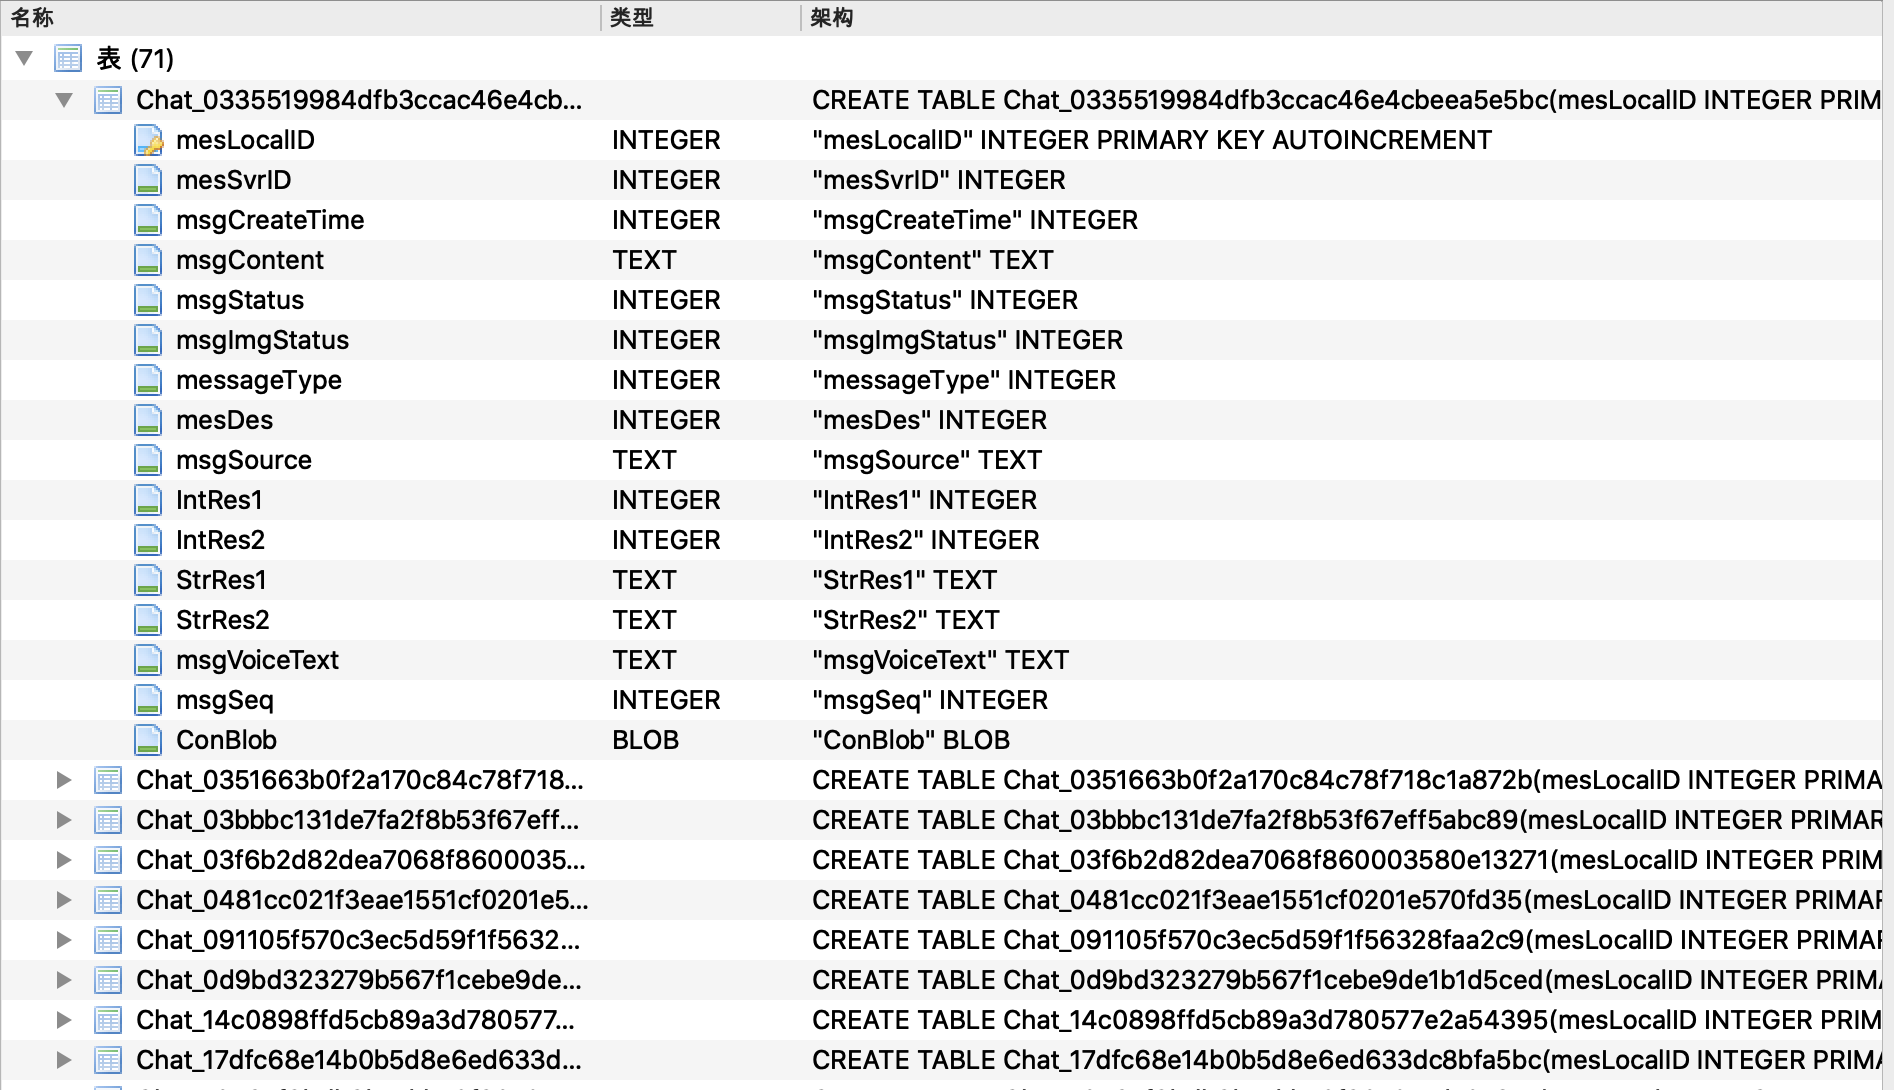 名称 类型 架构
表 (71)
Chat_0335519984dfb3ccac46e4cb... CREATE TABLE Chat_0335519984dfb3ccac46e4cbeea5e5bc(mesLocalID INTEGER PRIM
mesLocalID INTEGER "mesLocalID" INTEGER PRIMARY KEY AUTOINCREMENT
mesSvrID INTEGER "mesSvrID" INTEGER
msgCreateTime INTEGER "msgCreateTime" INTEGER
msgContent TEXT "msgContent" TEXT
msgStatus INTEGER "msgStatus" INTEGER
msgImgStatus INTEGER "msgImgStatus" INTEGER
messageType INTEGER "messageType" INTEGER
mesDes INTEGER "mesDes" INTEGER
msgSource TEXT "msgSource" TEXT
IntRes1 INTEGER "IntRes1" INTEGER
IntRes2 INTEGER "IntRes2" INTEGER
StrRes1 TEXT "StrRes1" TEXT
StrRes2 TEXT "StrRes2" TEXT
msgVoiceText TEXT "msgVoiceText" TEXT
msgSeq INTEGER "msgSeq" INTEGER
ConBlob BLOB "ConBlob" BLOB
Chat_0351663b0f2a170c84c78f718... CREATE TABLE Chat_0351663b0f2a170c84c78f718c1a872b(mesLocalID INTEGER PRIMA
Chat_03bbbc131de7fa2f8b53f67eff... CREATE TABLE Chat_03bbbc131de7fa2f8b53f67eff5abc89(mesLocalID INTEGER PRIMAR
Chat_03f6b2d82dea7068f8600035... CREATE TABLE Chat_03f6b2d82dea7068f860003580e13271(mesLocalID INTEGER PRIM
Chat_0481cc021f3eae1551cf0201e5... CREATE TABLE Chat_0481cc021f3eae1551cf0201e570fd35(mesLocalID INTEGER PRIMAR
Chat_091105f570c3ec5d59f1f5632... CREATE TABLE Chat_091105f570c3ec5d59f1f56328faa2c9(mesLocalID INTEGER PRIMAR
Chat_0d9bd323279b567f1cebe9de... CREATE TABLE Chat_0d9bd323279b567f1cebe9de1b1d5ced(mesLocalID INTEGER PRIMA
Chat_14c0898ffd5cb89a3d780577... CREATE TABLE Chat_14c0898ffd5cb89a3d780577e2a54395(mesLocalID INTEGER PRIM
Chat_17dfc68e14b0b5d8e6ed633d... CREATE TABLE Chat_17dfc68e14b0b5d8e6ed633dc8bfa5bc(mesLocalID INTEGER PRIMA